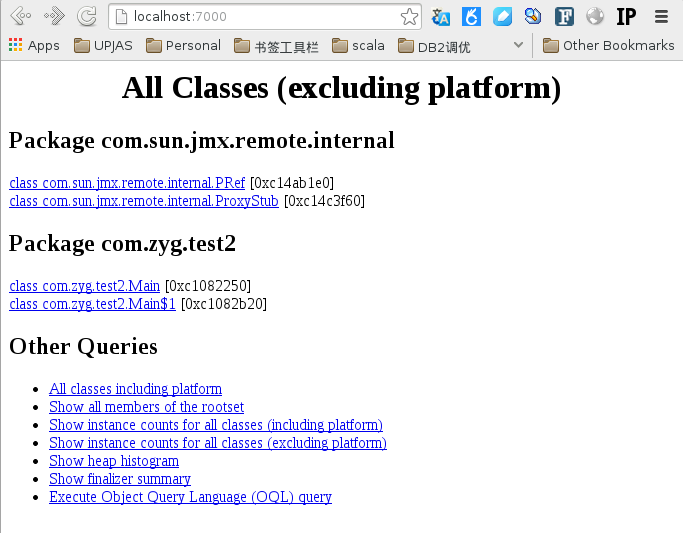 localhost:7000
IP
Apps UPJAS Personal 书签工具栏 scala DB2调优 Other Bookmarks
All Classes (excluding platform)
Package com.sun.jmx.remote.internal
class com.sun.jmx.remote.internal.PRef [0xc14ab1e0]
class com.sun.jmx.remote.internal.ProxyStub [0xc14c3f60]
Package com.zyg.test2
class com.zyg.test2.Main [0xc1082250]
class com.zyg.test2.Main$1 [0xc1082b20]
Other Queries
All classes including platform
Show all members of the rootset
Show instance counts for all classes (including platform)
Show instance counts for all classes (excluding platform)
Show heap histogram
Show finalizer summary
Execute Object Query Language (OQL) query